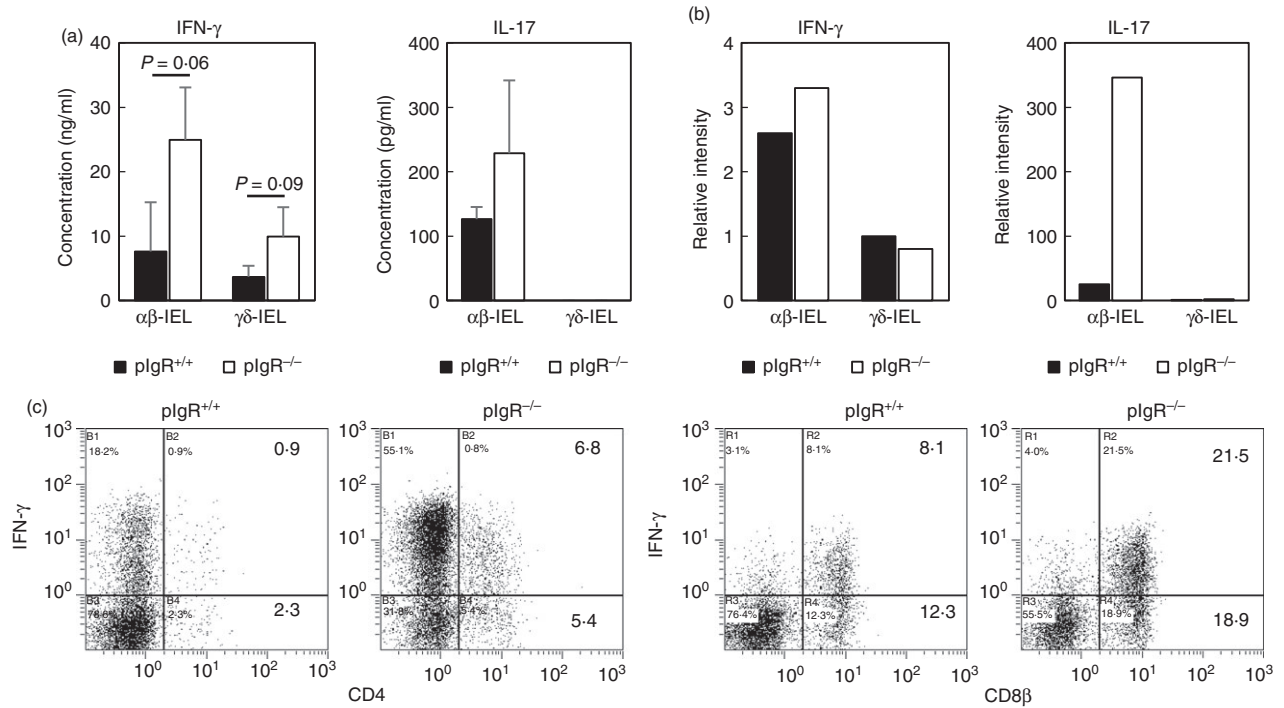 (a)
IFN-γ
IL-17
Concentration (ng/ml)
40
30
20
10
0
P = 0·06
P = 0·09
αβ-IEL
γδ-IEL
Concentration (pg/ml)
400
300
200
100
0
αβ-IEL
γδ-IEL
pIgR+/+
pIgR−/−
pIgR+/+
pIgR−/−
(b)
IFN-γ
IL-17
Relative intensity
4
3
2
1
0
αβ-IEL
γδ-IEL
Relative intensity
400
300
200
100
0
αβ-IEL
γδ-IEL
pIgR+/+
pIgR−/−
pIgR+/+
pIgR−/−
(c)
pIgR+/+
pIgR−/−
pIgR+/+
pIgR−/−
IFN-γ
10³
10²
10¹
10⁰
B1
18·2%
B2
0·9%
0·9
B3
B4
2·3%
2·3
10⁰ 10¹ 10² 10³
10³
10²
10¹
10⁰
B1
55·1%
B2
0·8%
6·8
B3
31·8%
B4
5·4%
5·4
10⁰ 10¹ 10² 10³
CD4
IFN-γ
10³
10²
10¹
10⁰
R1
3·1%
R2
8·1%
8·1
R3
76·4%
R4
12·3%
12·3
10⁰ 10¹ 10² 10³
10³
10²
10¹
10⁰
R1
4·0%
R2
21·5%
21·5
R3
55·5%
R4
18·9%
18·9
10⁰ 10¹ 10² 10³
CD8β